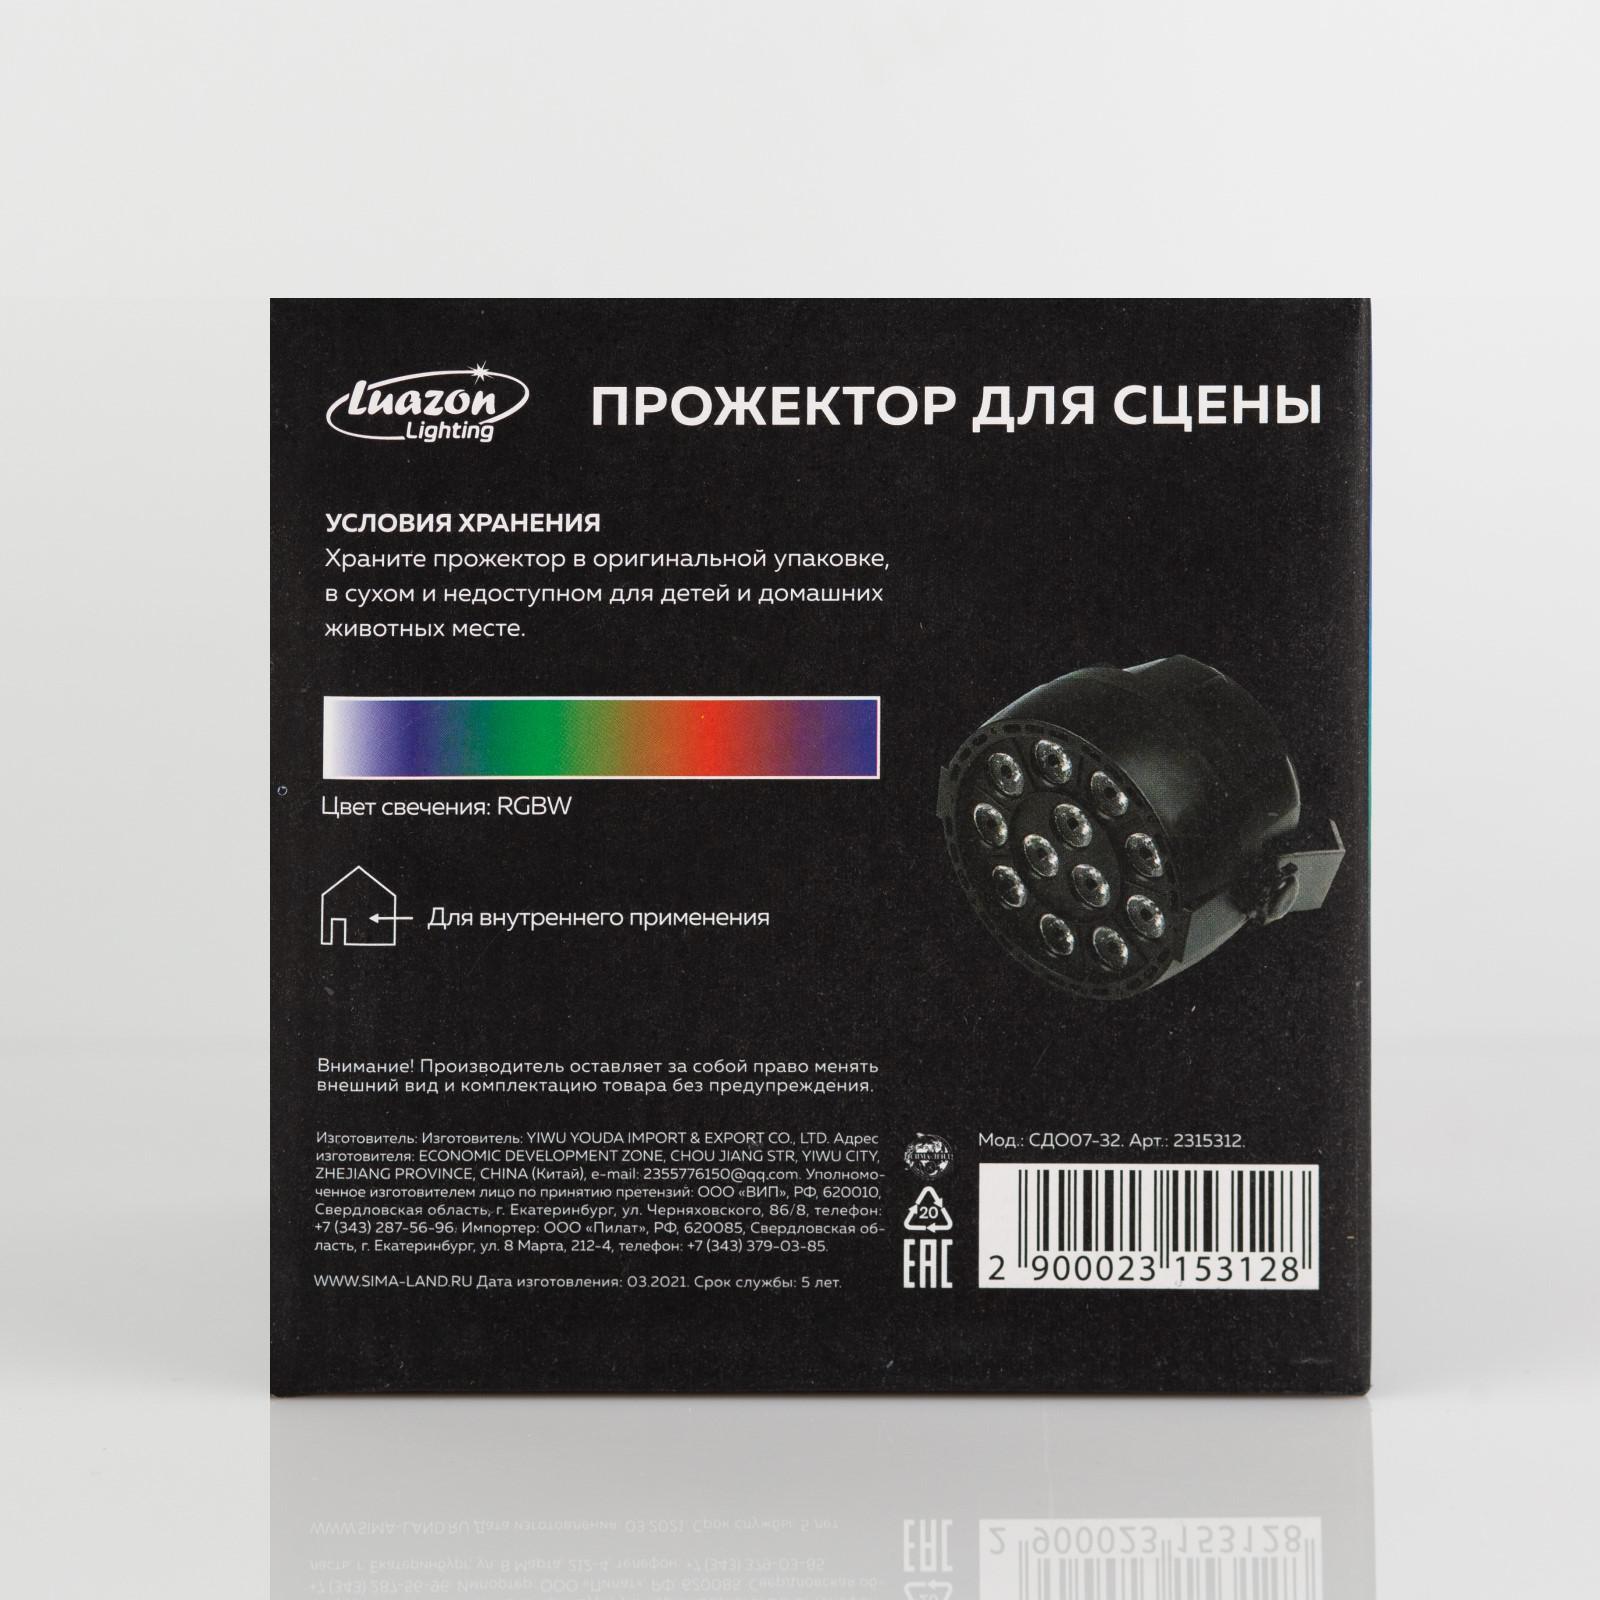 Luazon
Lighting
ПРОЖЕКТОР ДЛЯ СЦЕНЫ
УСЛОВИЯ ХРАНЕНИЯ
Храните прожектор в оригинальной упаковке,
в сухом и недоступном для детей и домашних
животных месте.
Цвет свечения: RGBW
Для внутреннего применения
Внимание! Производитель оставляет за собой право менять
внешний вид и комплектацию товара без предупреждения.
Изготовитель: Изготовитель: YIWU YOUDA IMPORT & EXPORT CO., LTD. Адрес
изготовителя: ECONOMIC DEVELOPMENT ZONE, CHOU JIANG STR, YIWU CITY,
ZHEJIANG PROVINCE, CHINA (Китай), e-mail: 2355776150@qq.com. Уполномо-
ченное изготовителем лицо по принятию претензий: ООО «ВИП», РФ, 620010,
Свердловская область, г. Екатеринбург, ул. Черняховского, 86/8, телефон:
+7 (343) 287-56-96. Импортер: ООО «Пилат», РФ, 620085, Свердловская об-
ласть, г. Екатеринбург, ул. 8 Марта, 212-4, телефон: +7 (343) 379-03-85.
WWW.SIMA-LAND.RU Дата изготовления: 03.2021. Срок службы: 5 лет.
20
EAC
Мод.: СДО07-32. Арт.: 2315312.
2 900023 153128